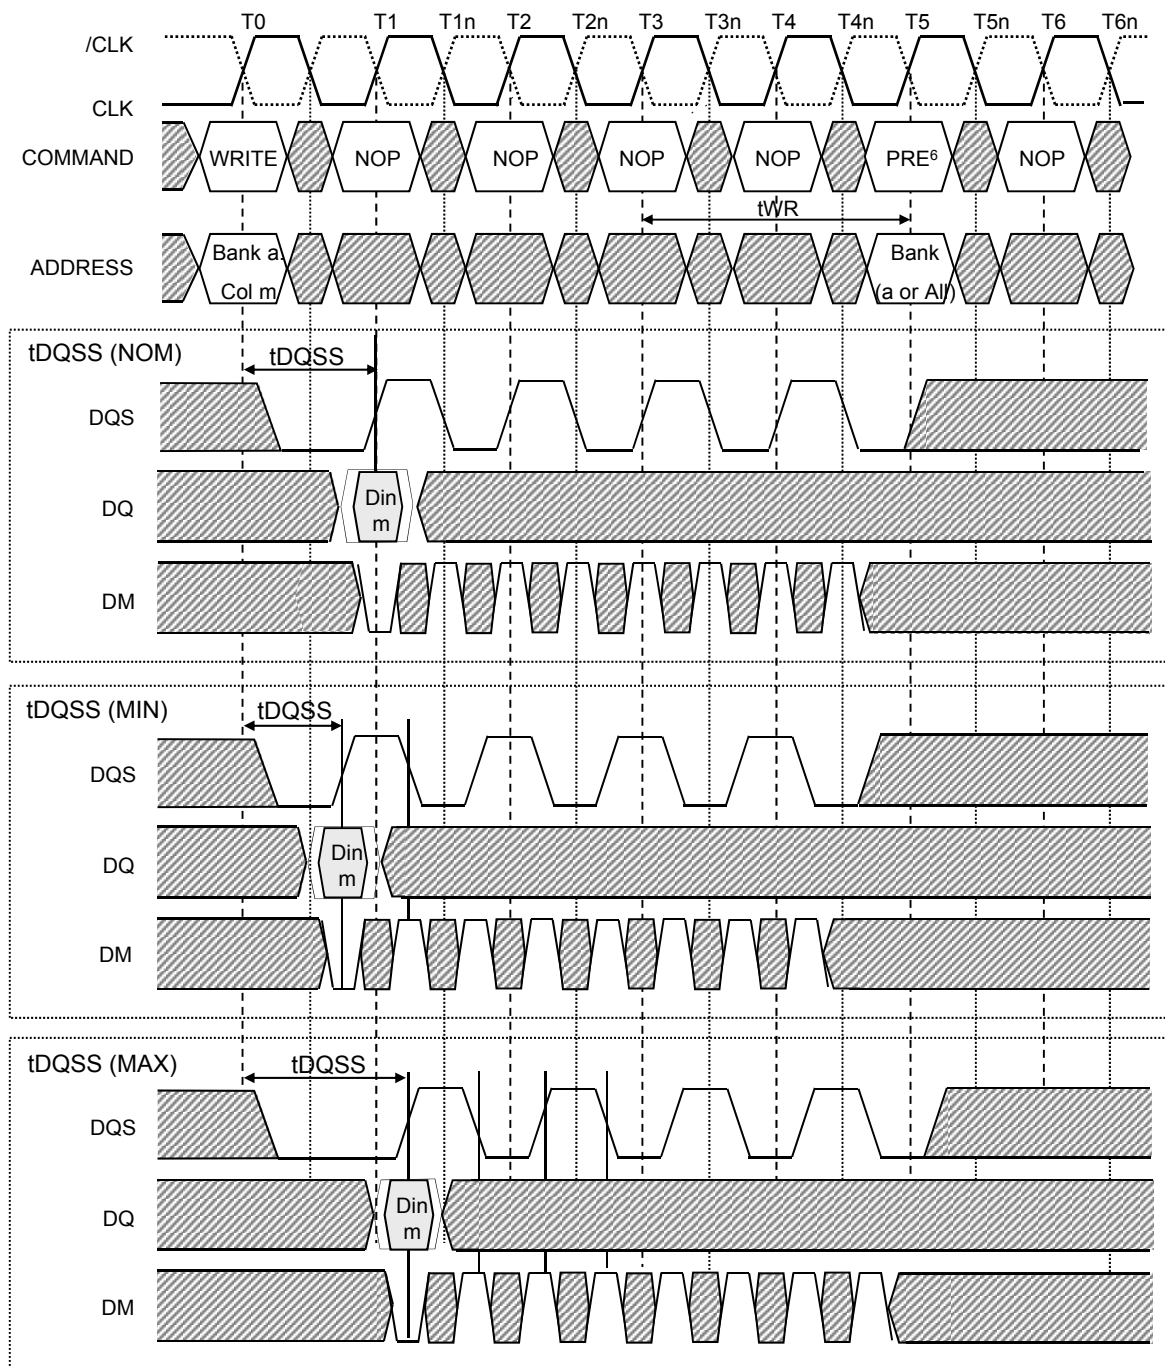 T0 T1 T1n T2 T2n T3 T3n T4 T4n T5 T5n T6 T6n
/CLK
CLK
COMMAND WRITE NOP NOP NOP NOP PRE⁶ NOP
tWR
ADDRESS
Bank a.
Col m
Bank
(a or All)
tDQSS (NOM)
tDQSS
DQS
DQ
Din
m
DM
tDQSS (MIN)
tDQSS
DQS
DQ
Din
m
DM
tDQSS (MAX)
tDQSS
DQS
DQ
Din
m
DM